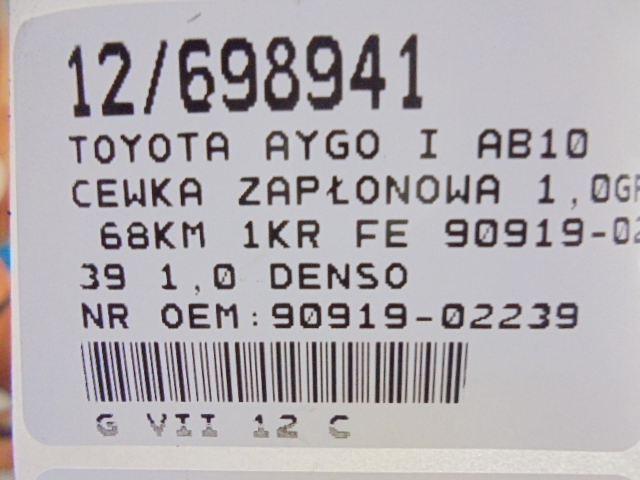 12/698941
TOYOTA AYGO I AB10
CEWKA ZAPŁONOWA 1,0
68KM 1KR FE 90919-02
39 1,0 DENSO
NR OEM:90919-02239
G VII 12 C